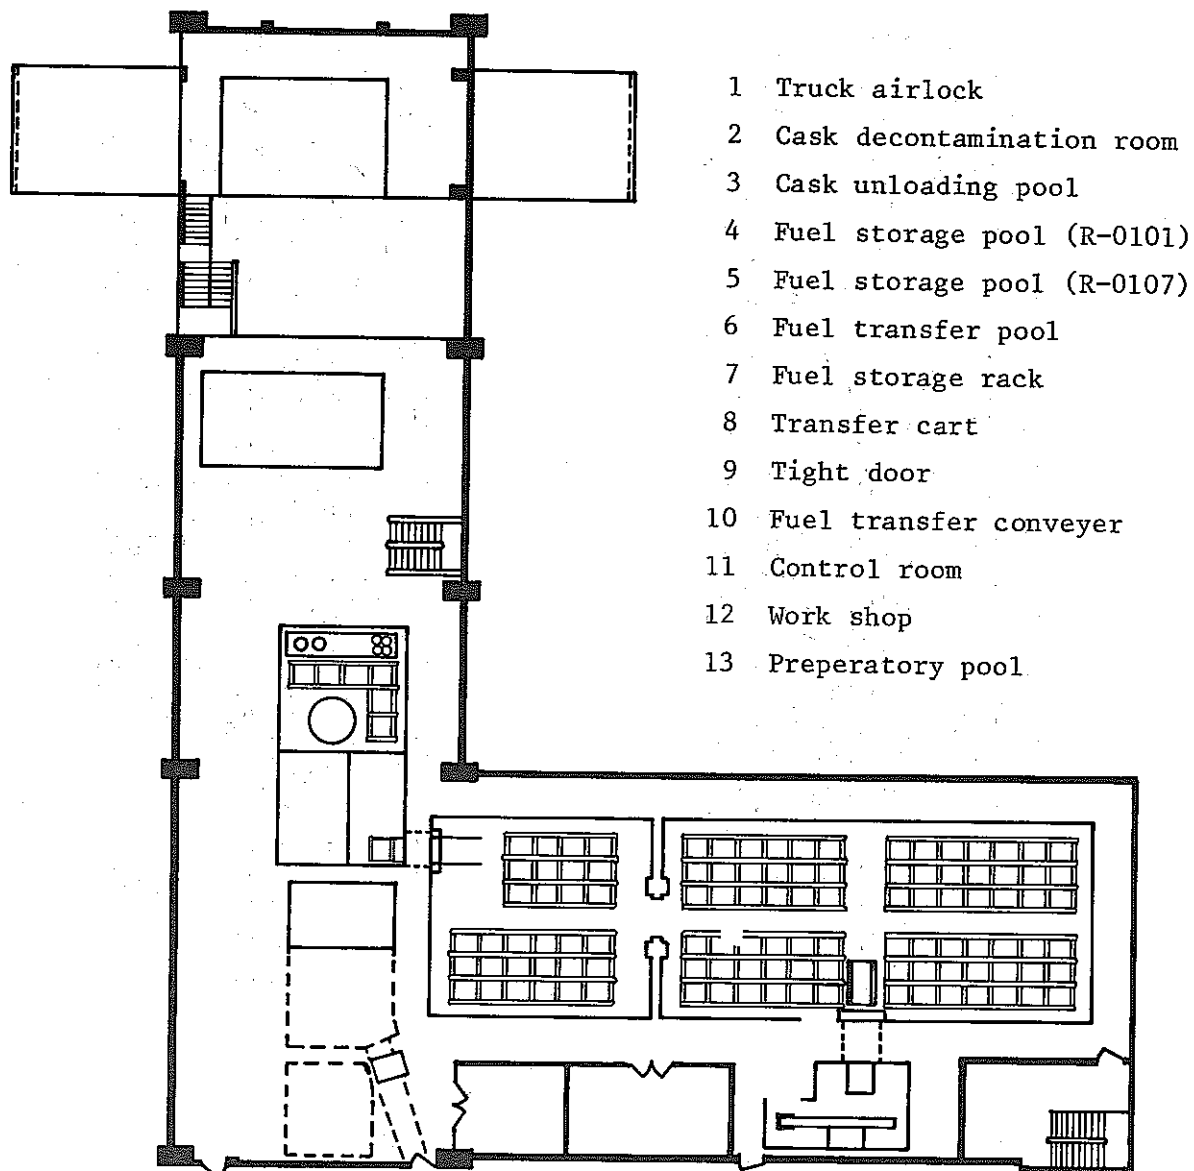 1 Truck airlock
2 Cask decontamination room
3 Cask unloading pool
4 Fuel storage pool (R-0101)
5 Fuel storage pool (R-0107)
6 Fuel transfer pool
7 Fuel storage rack
8 Transfer cart
9 Tight door
10 Fuel transfer conveyer
11 Control room
12 Work shop
13 Preperatory pool